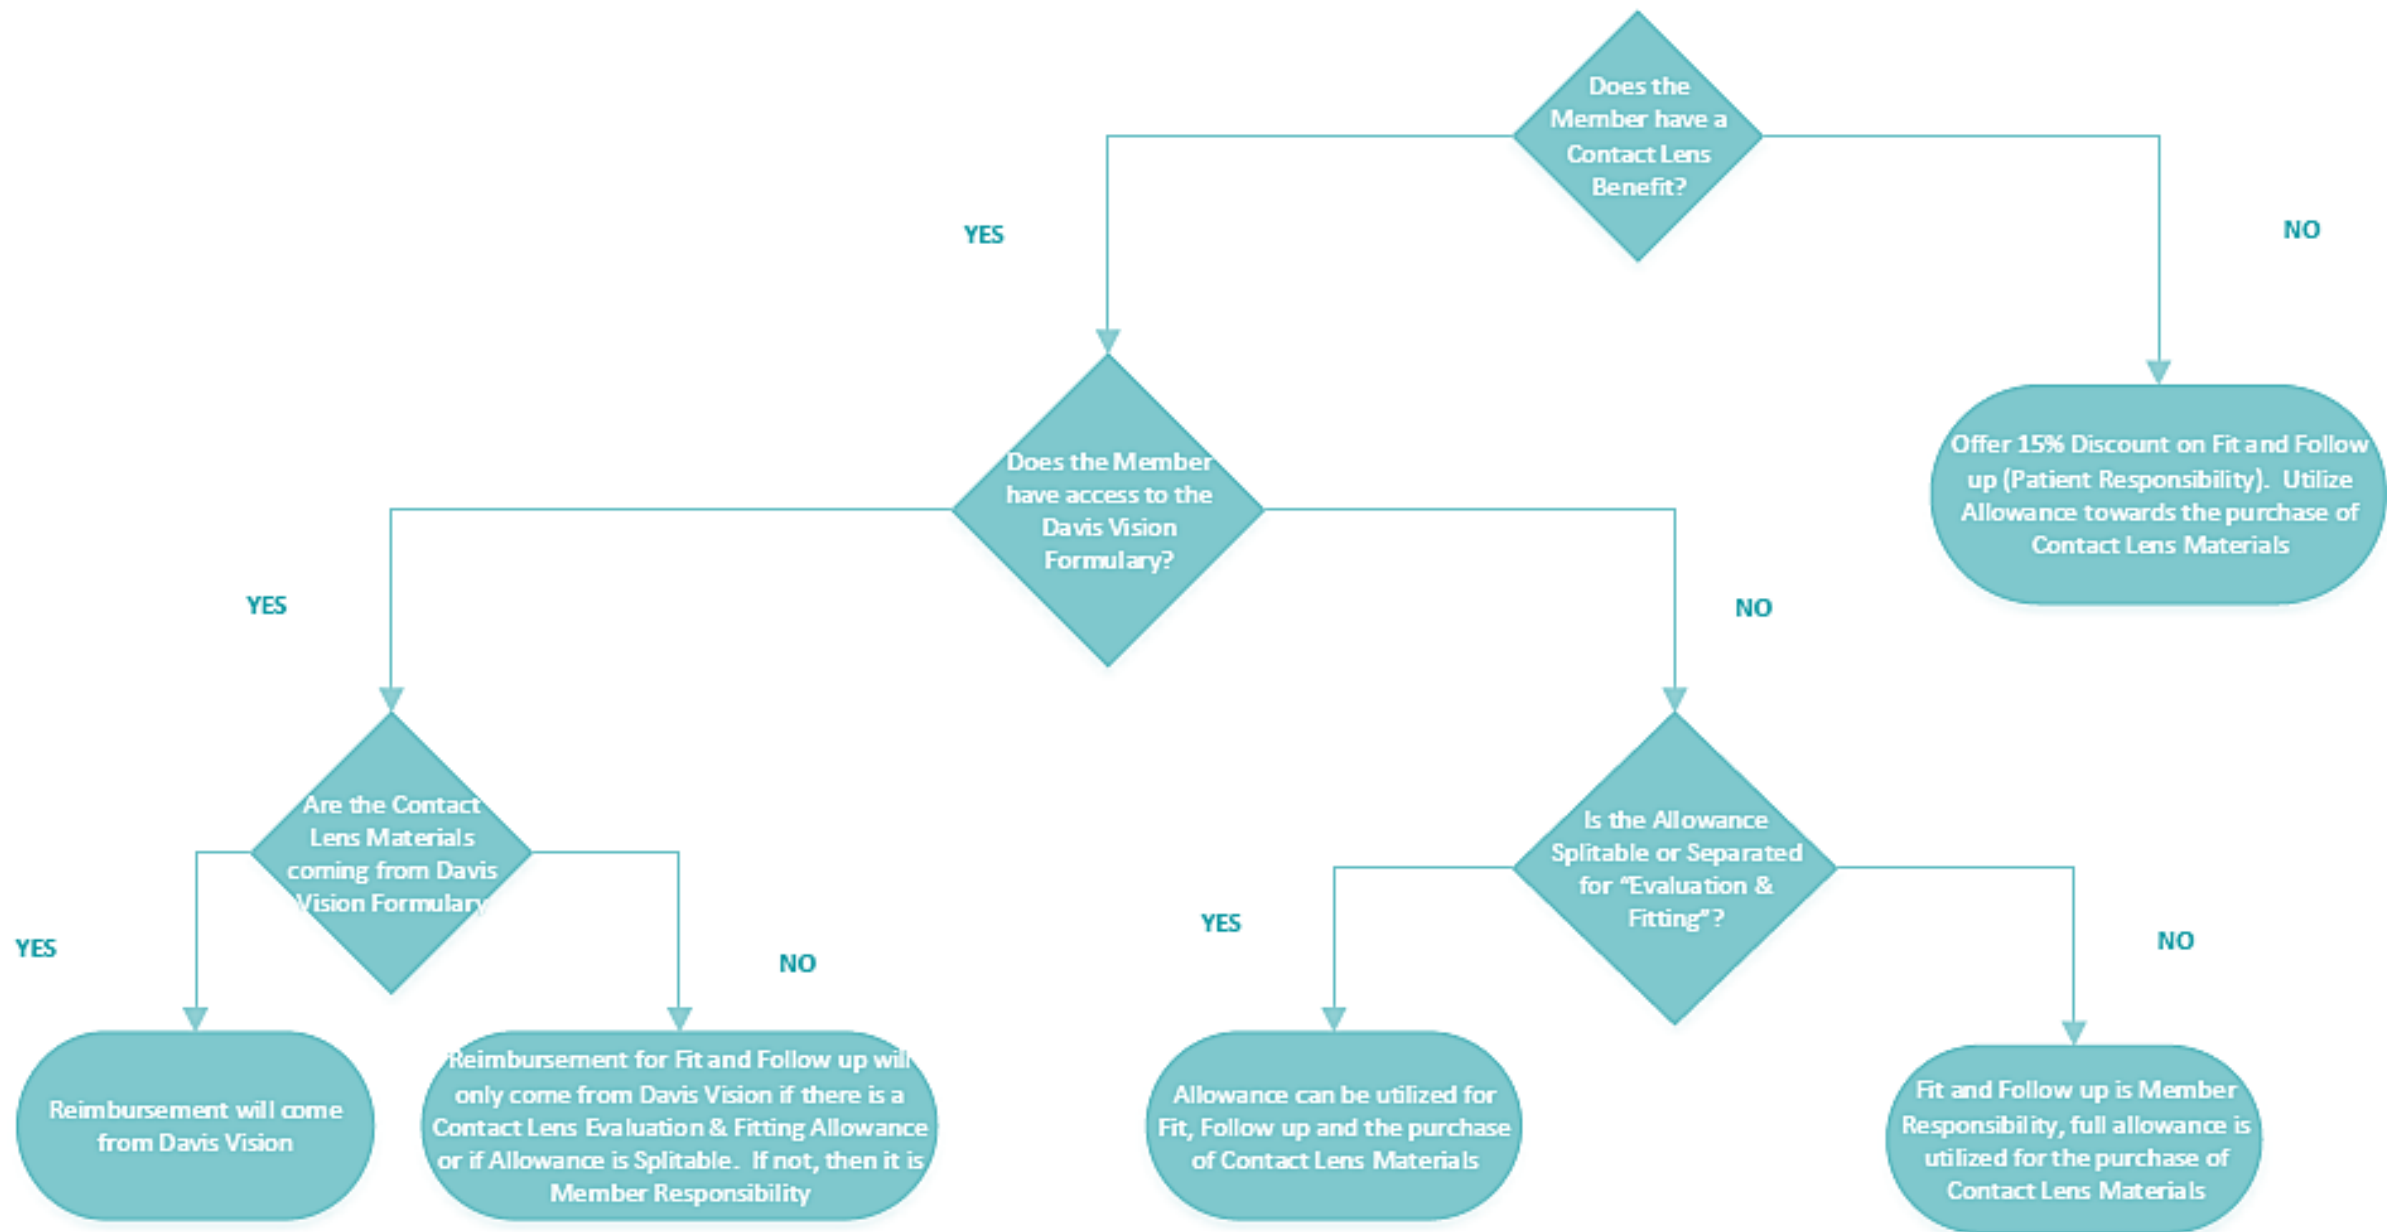 Does the
Member have a
Contact Lens
Benefit?
YES
NO
Does the Member
have access to the
Davis Vision
Formulary?
Offer 15% Discount on Fit and Follow
up (Patient Responsibility).  Utilize
Allowance towards the purchase of
Contact Lens Materials
YES
NO
Are the Contact
Lens Materials
coming from Davis
Vision Formulary
Is the Allowance
Splitable or Separated
for “Evaluation &
Fitting”?
YES
NO
YES
NO
Reimbursement will come
from Davis Vision
Reimbursement for Fit and Follow up will
only come from Davis Vision if there is a
Contact Lens Evaluation & Fitting Allowance
or if Allowance is Splitable.  If not, then it is
Member Responsibility
Allowance can be utilized for
Fit, Follow up and the purchase
of Contact Lens Materials
Fit and Follow up is Member
Responsibility, full allowance is
utilized for the purchase of
Contact Lens Materials